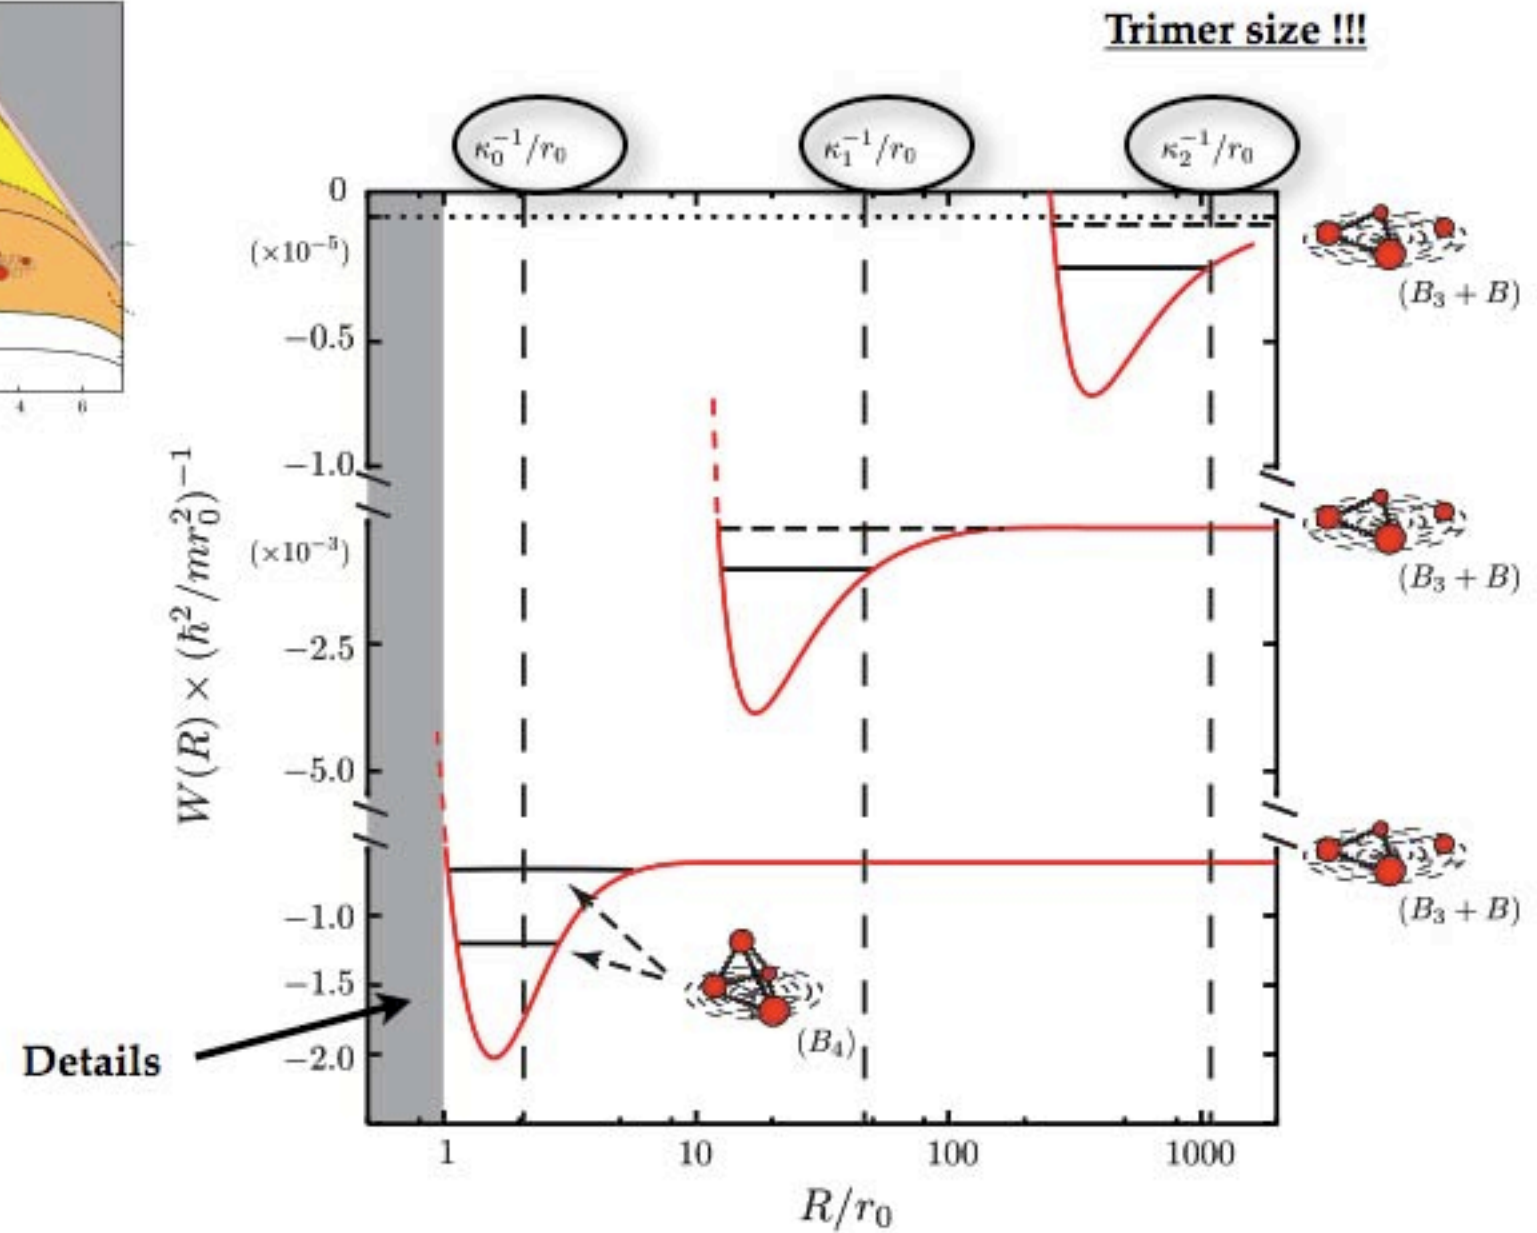 Trimer size !!!
κ₀⁻¹/r₀
κ₁⁻¹/r₀
κ₂⁻¹/r₀
0
(×10⁻⁵)
−0.5
−1.0
(×10⁻³)
−2.5
−5.0
−1.0
−1.5
−2.0
W(R) × (ℏ²/mr₀²)⁻¹
(B₃ + B)
(B₃ + B)
(B₃ + B)
(B₄)
Details
4 6
1 10 100 1000
R/r₀